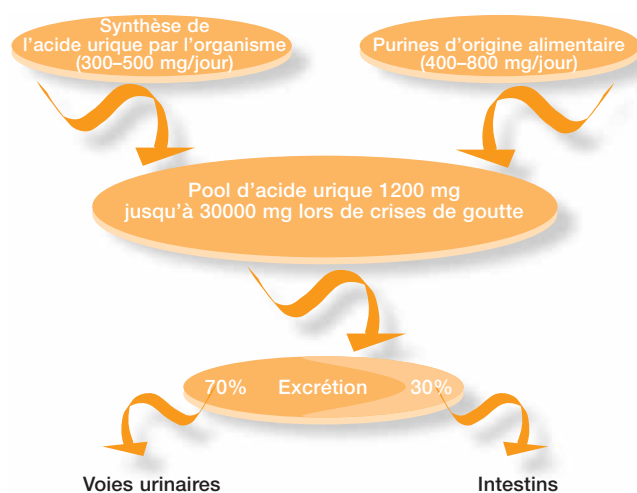 Synthèse de
l'acide urique par l'organisme
(300–500 mg/jour)
Purines d'origine alimentaire
(400–800 mg/jour)
Pool d'acide urique 1200 mg
jusqu'à 30000 mg lors de crises de goutte
70% Excrétion 30%
Voies urinaires
Intestins